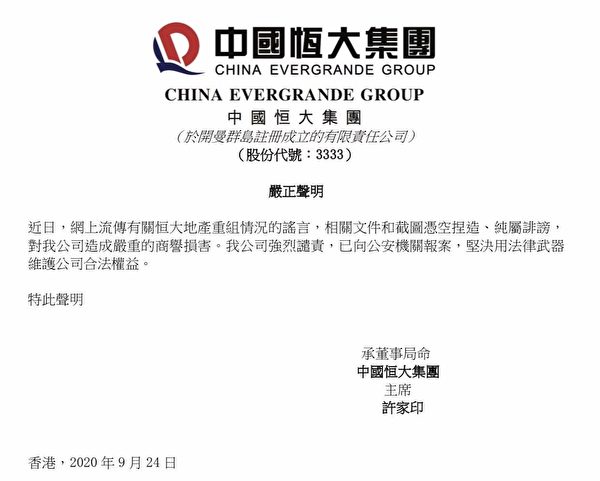 中國恆大集團
CHINA EVERGRANDE GROUP
CHINA EVERGRANDE GROUP
中國恒大集團
（於開曼群島註冊成立的有限責任公司）
（股份代號：3333）
嚴正聲明
近日，網上流傳有關恒大地產重組情況的謠言，相關文件和截圖憑空捏造、純屬誹謗，
對我公司造成嚴重的商譽損害。我公司強烈譴責，已向公安機關報案，堅決用法律武器
維護公司合法權益。
特此聲明
承董事局命
中國恒大集團
主席
許家印
香港，2020 年 9 月 24 日